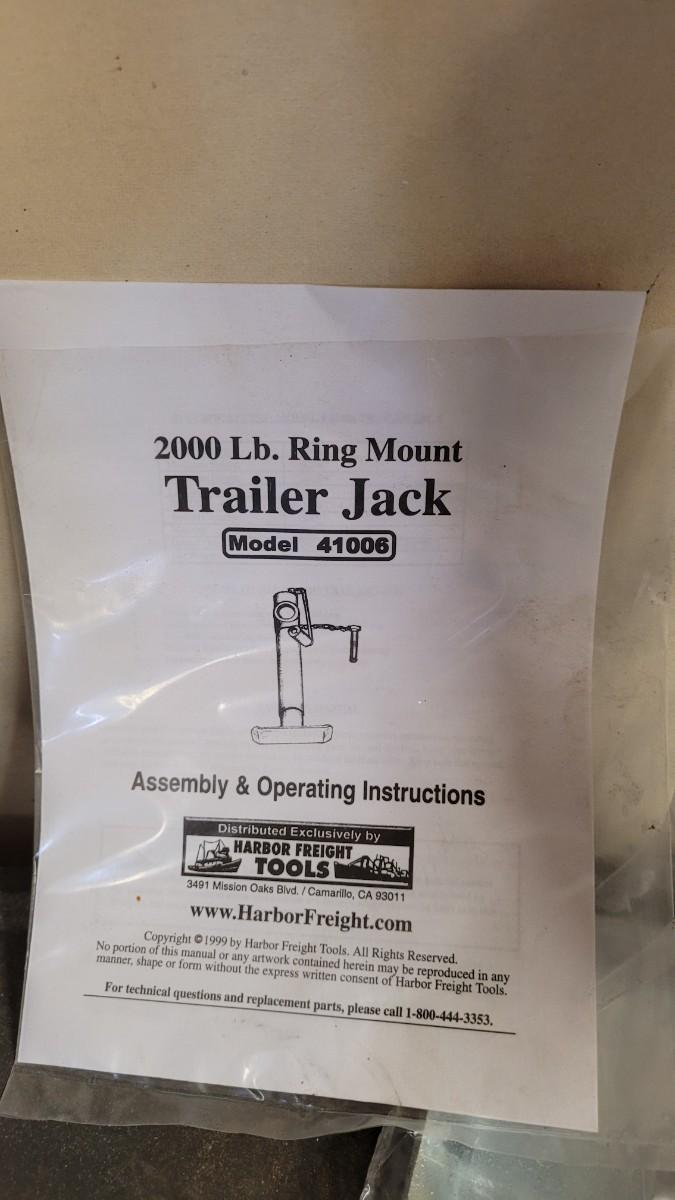 2000 Lb. Ring Mount
Trailer Jack
Model 41006
Assembly & Operating Instructions
Distributed Exclusively by
HARBOR FREIGHT
TOOLS
3491 Mission Oaks Blvd. / Camarillo, CA 93011
www.HarborFreight.com
Copyright ©1999 by Harbor Freight Tools. All Rights Reserved.
No portion of this manual or any artwork contained herein may be reproduced in any
manner, shape or form without the express written consent of Harbor Freight Tools.
For technical questions and replacement parts, please call 1-800-444-3353.